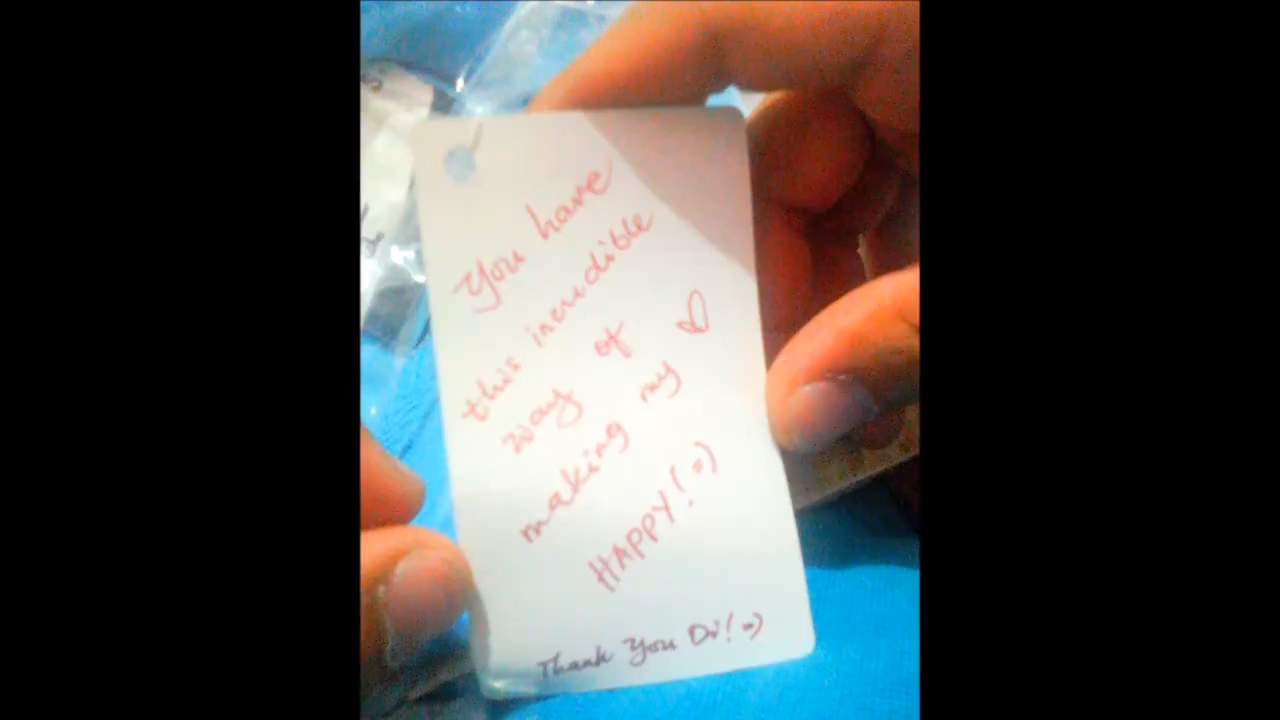 You have
this incredible
way of
making my ♡
HAPPY! =)
Thank You Di! =)